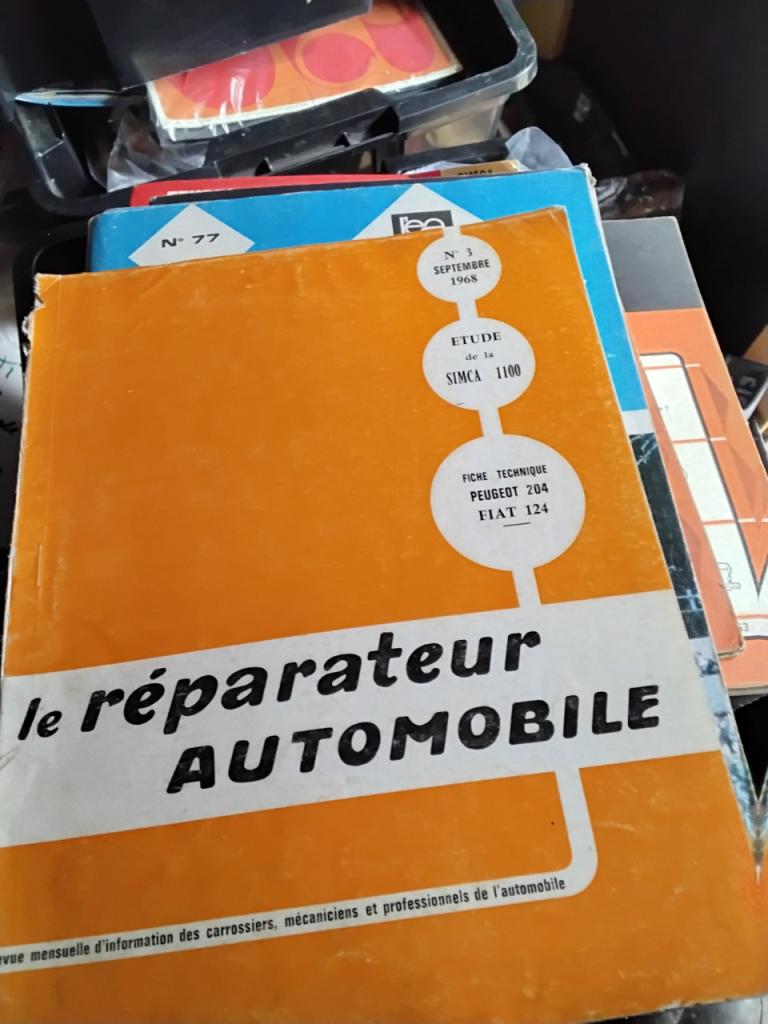 N° 77
l'ea
N° 3
SEPTEMBRE
1968
ETUDE
de la
SIMCA 1100
FICHE TECHNIQUE
PEUGEOT 204
FIAT 124
le réparateur
AUTOMOBILE
evue mensuelle d'information des carrossiers, mécaniciens et professionnels de l'automobile